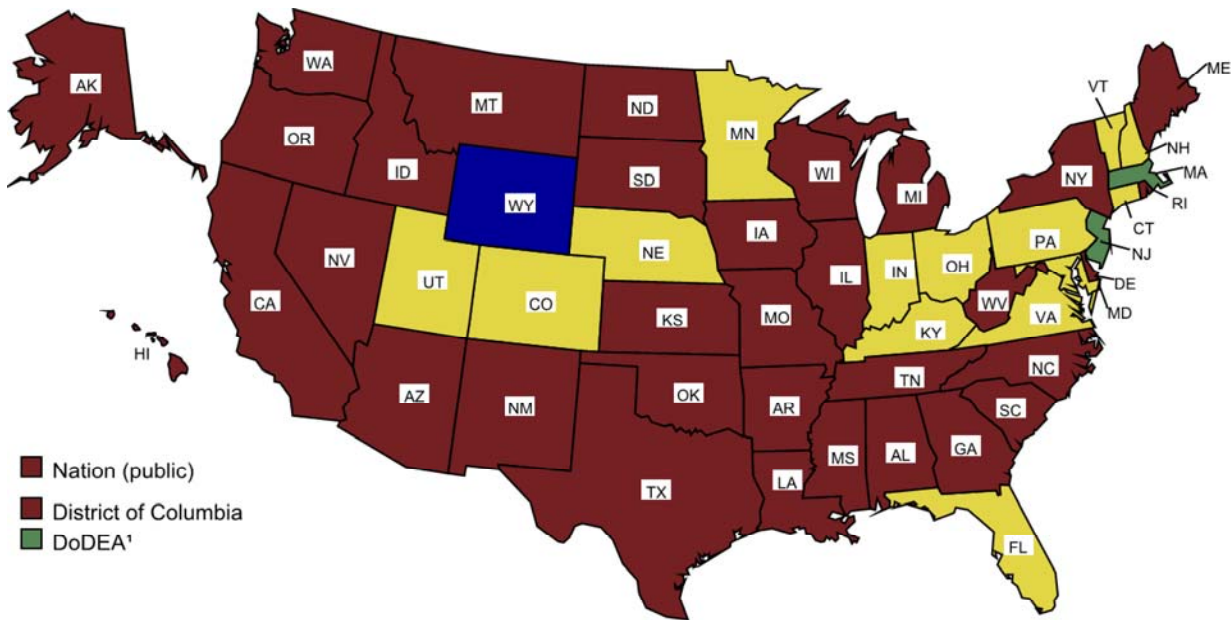 AK
WA
MT
ND
MN
VT
ME
OR
ID
WY
SD
WI
MI
NY
NH
MA
RI
CT
NV
UT
CO
NE
IA
IL
IN
OH
PA
NJ
DE
MD
CA
KS
MO
KY
WV
VA
HI
AZ
NM
OK
AR
TN
NC
SC
TX
LA
MS
AL
GA
FL
Nation (public)
District of Columbia
DoDEA¹